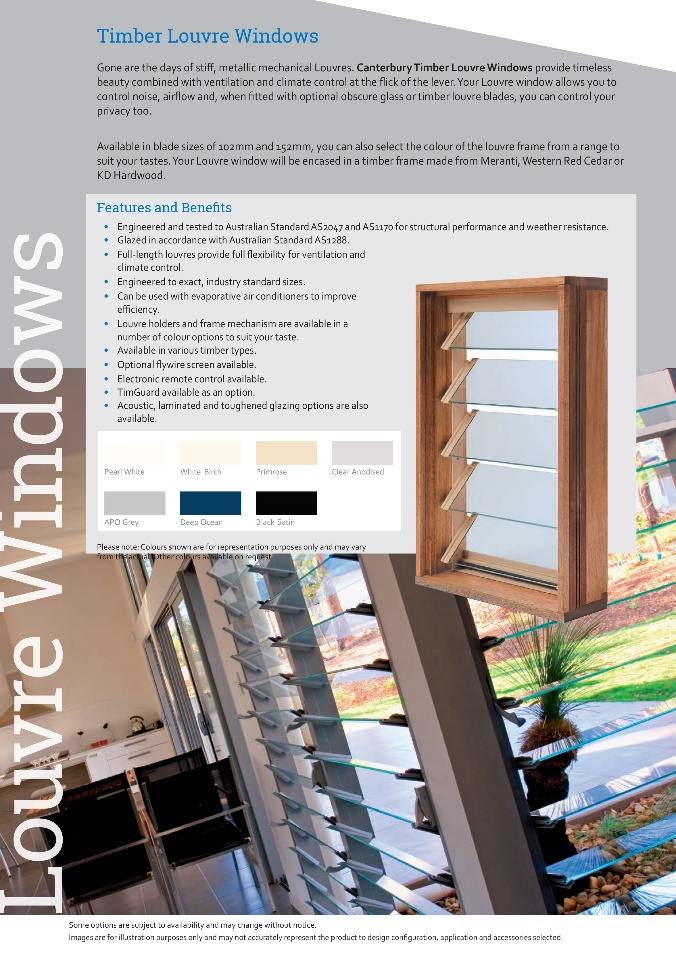 Timber Louvre Windows
Gone are the days of stiff, metallic mechanical Louvres. Canterbury Timber Louvre Windows provide timeless
beauty combined with ventilation and climate control at the flick of the lever. Your Louvre window allows you to
control noise, airflow and, when fitted with optional obscure glass or timber louvre blades, you can control your
privacy too.
Available in blade sizes of 102mm and 152mm, you can also select the colour of the louvre frame from a range to
suit your tastes. Your Louvre window will be encased in a timber frame made from Meranti, Western Red Cedar or
KD Hardwood.
Features and Benefits
• Engineered and tested to Australian Standard AS2047 and AS1170 for structural performance and weather resistance.
• Glazed in accordance with Australian Standard AS1288.
• Full-length louvres provide full flexibility for ventilation and
climate control.
• Engineered to exact, industry standard sizes.
• Can be used with evaporative air conditioners to improve
efficiency.
• Louvre holders and frame mechanism are available in a
number of colour options to suit your taste.
• Available in various timber types.
• Optional flywire screen available.
• Electronic remote control available.
• TimGuard available as an option.
• Acoustic, laminated and toughened glazing options are also
available.
Pearl White White Birch Primrose Clear Anodised
APO Grey Deep Ocean Black Satin
Please note: Colours shown are for representation purposes only and may vary
from the actual. Other colours available on request.
Louvre Windows
Some options are subject to availability and may change without notice.
Images are for illustration purposes only and may not accurately represent the product to design configuration, application and accessories selected.